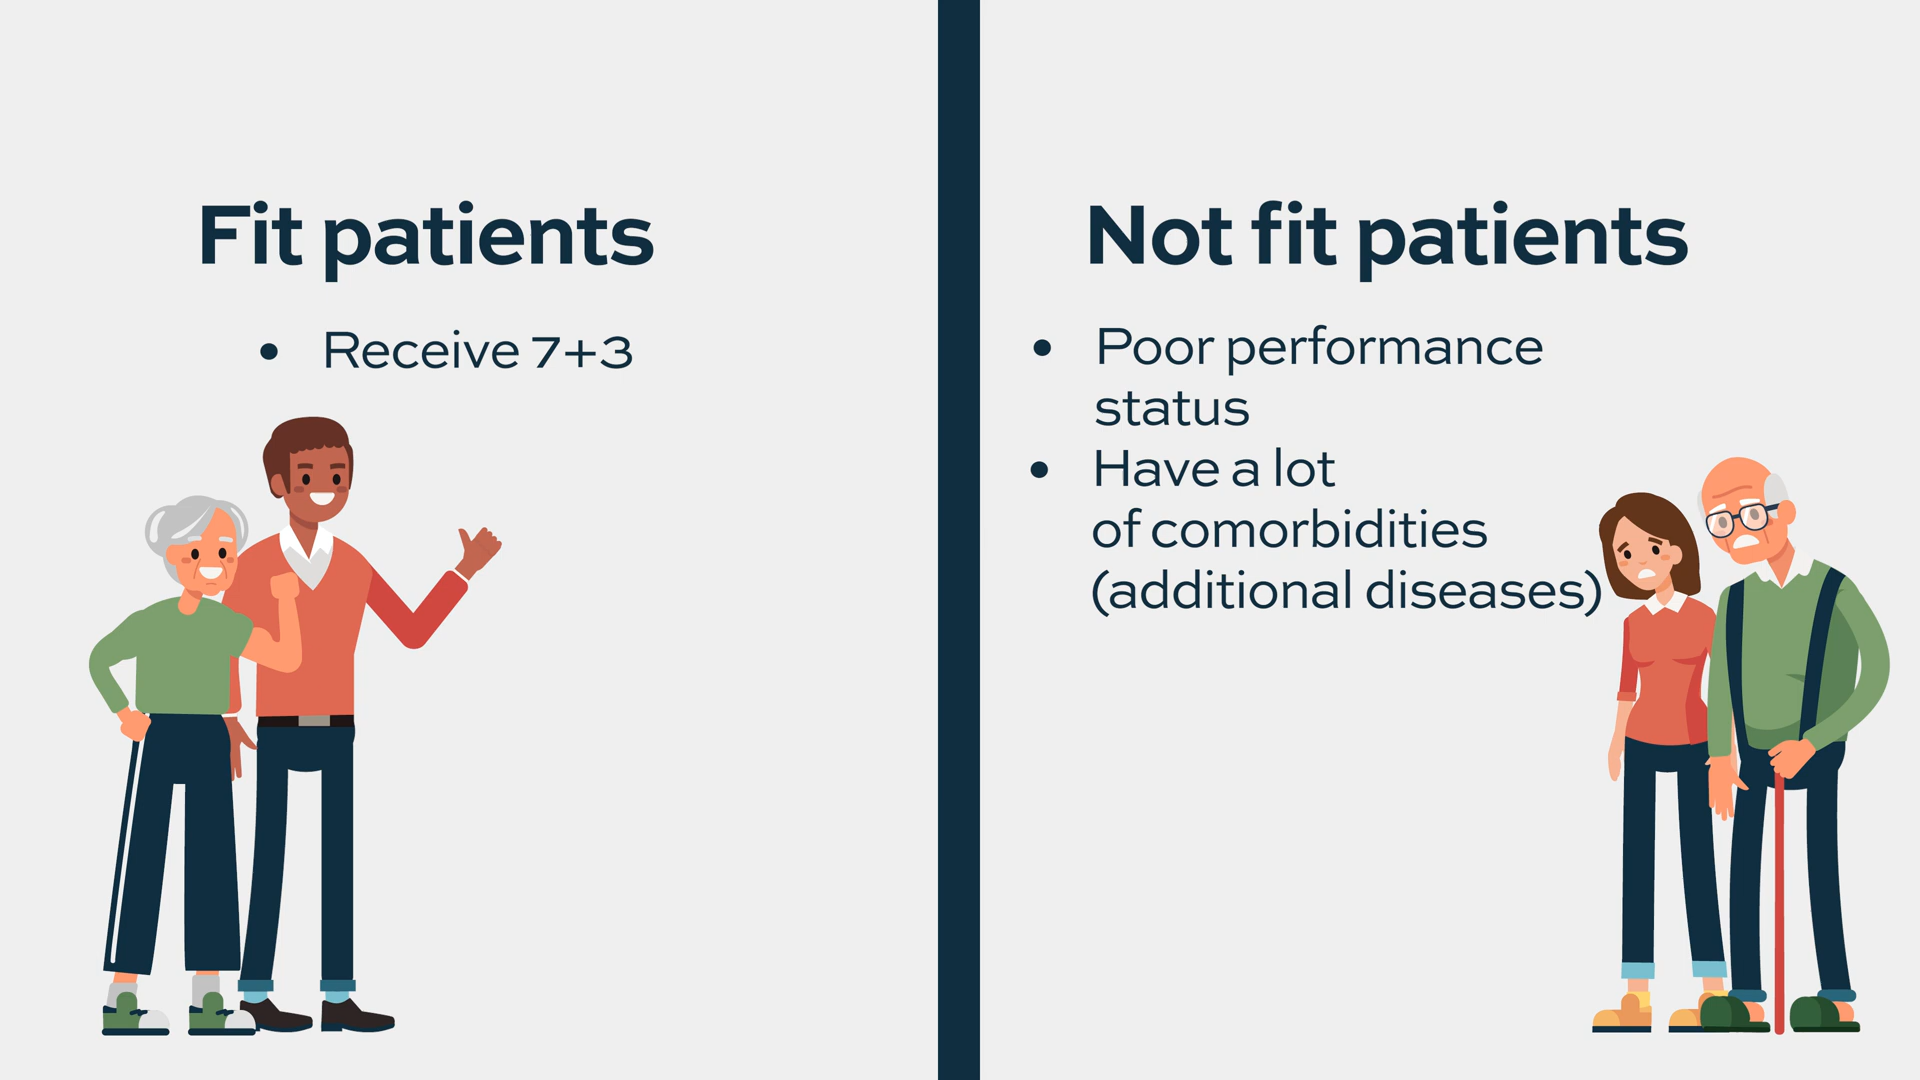 Fit patients
• Receive 7+3
Not fit patients
• Poor performance
status
• Have a lot
of comorbidities
(additional diseases)